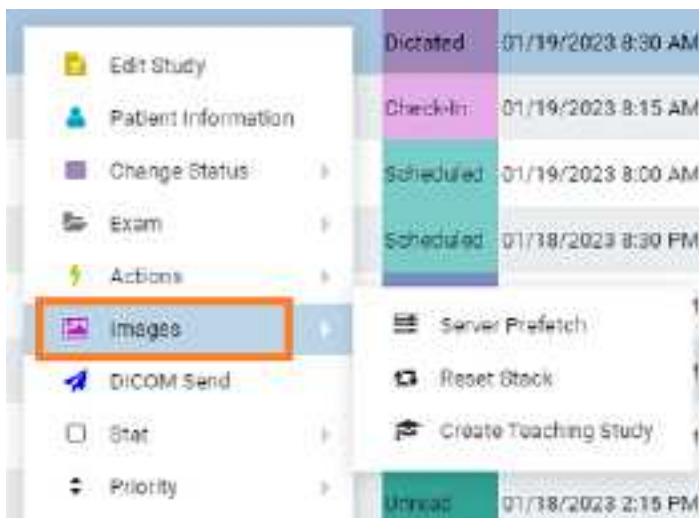 Edit Study
Patient Information
Change Status
Exam
Actions
Images
DICOM Send
Stat
Priority
Server Prefetch
Reset Stack
Create Teaching Study
Dictated 01/19/2023 8:30 AM
Check-In 01/19/2023 8:15 AM
Scheduled 01/19/2023 8:00 AM
Scheduled 01/18/2023 8:30 PM
Unread 01/18/2023 2:15 PM